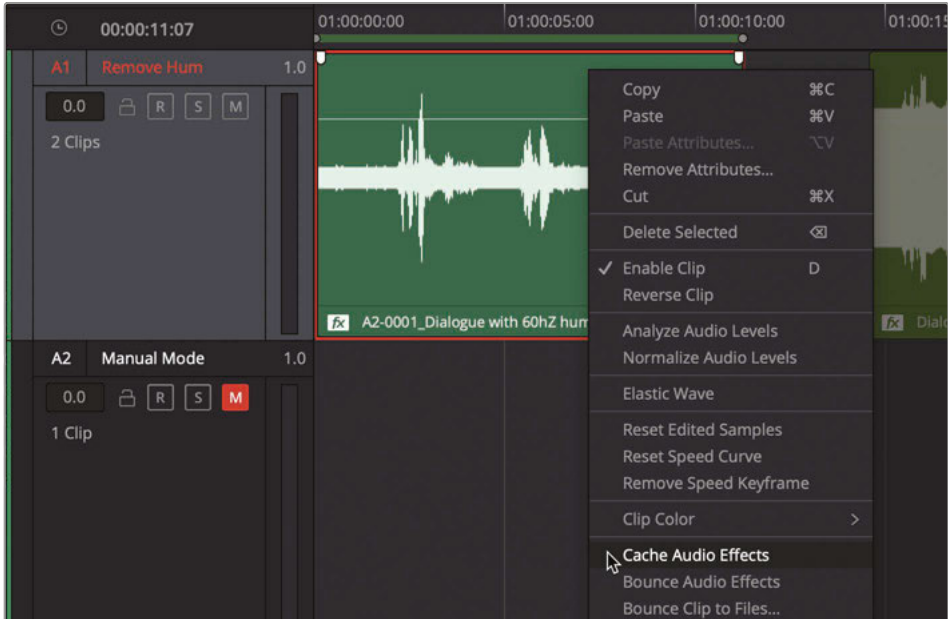 00:00:11:07
01:00:00:00
01:00:05:00
01:00:10:00
01:00:15
A1 Remove Hum 1.0
0.0 R S M
2 Clips
fx A2-0001_Dialogue with 60hZ hum
fx Dialo
A2 Manual Mode 1.0
0.0 R S M
1 Clip
Copy ⌘C
Paste ⌘V
Paste Attributes... ⌥V
Remove Attributes...
Cut ⌘X
Delete Selected ⌫
✓ Enable Clip D
Reverse Clip
Analyze Audio Levels
Normalize Audio Levels
Elastic Wave
Reset Edited Samples
Reset Speed Curve
Remove Speed Keyframe
Clip Color >
Cache Audio Effects
Bounce Audio Effects
Bounce Clip to Files...